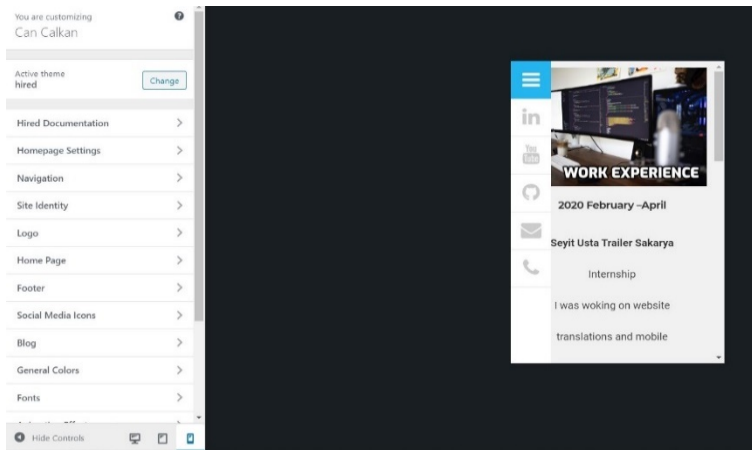 You are customizing
Can Calkan
Active theme
hired
Change
Hired Documentation
Homepage Settings
Navigation
Site Identity
Logo
Home Page
Footer
Social Media Icons
Blog
General Colors
Fonts
Hide Controls
in
You
Tube
WORK EXPERIENCE
2020 February –April
Seyit Usta Trailer Sakarya
Internship
I was woking on website
translations and mobile